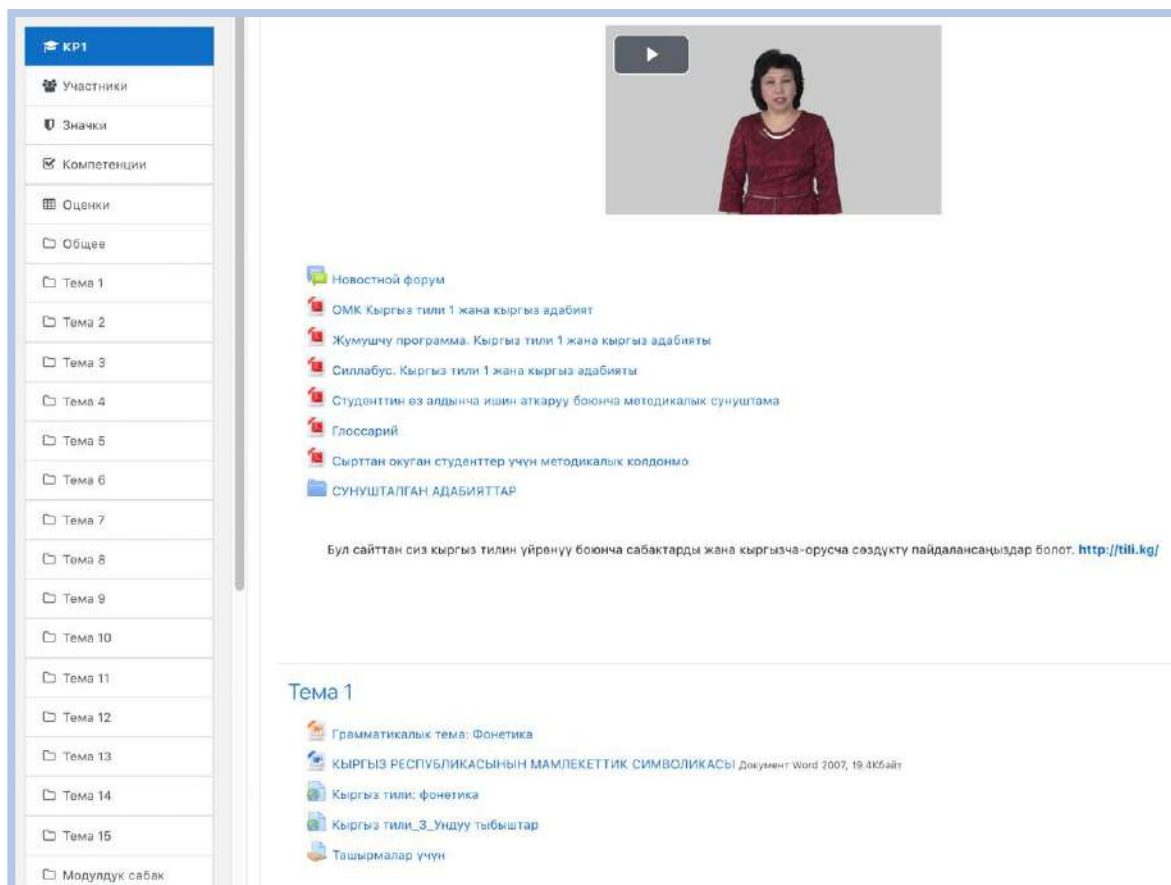 КР1
Участники
Значки
Компетенции
Оценки
Общее
Тема 1
Тема 2
Тема 3
Тема 4
Тема 5
Тема 6
Тема 7
Тема 8
Тема 9
Тема 10
Тема 11
Тема 12
Тема 13
Тема 14
Тема 15
Модулдук сабак
Новостной форум
ОМК Кыргыз тили 1 жана кыргыз адабият
Жумушчу программа. Кыргыз тили 1 жана кыргыз адабияты
Силлабус. Кыргыз тили 1 жана кыргыз адабияты
Студенттин өз алдынча ишин аткаруу боюнча методикалык сунуштама
Глоссарий
Сырттан окуган студенттер үчүн методикалык колдонмо
СУНУШТАЛГАН АДАБИЯТТАР
Бул сайттан сиз кыргыз тилин үйрөнүү боюнча сабактарды жана кыргызча-орусча сөздүктү пайдалансаңыздар болот. http://tili.kg/
Тема 1
Грамматикалык тема: Фонетика
КЫРГЫЗ РЕСПУБЛИКАСЫНЫН МАМЛЕКЕТТИК СИМВОЛИКАСЫ Документ Word 2007, 19.4Кбайт
Кыргыз тили: фонетика
Кыргыз тили_3_Үндүү тыбыштар
Тапшырмалар үчүн